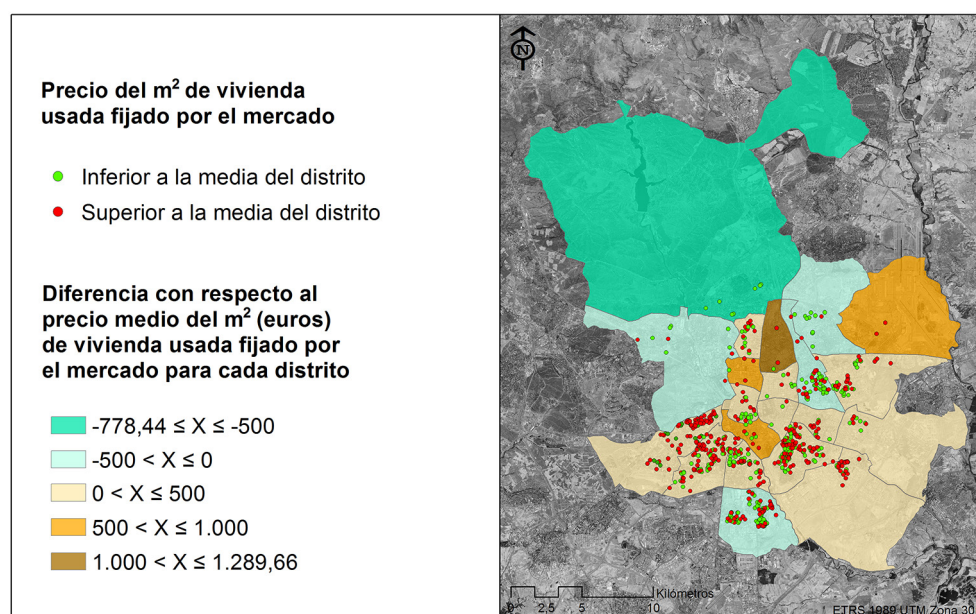 Precio del m² de vivienda
usada fijado por el mercado
Inferior a la media del distrito
Superior a la media del distrito
Diferencia con respecto al
precio medio del m² (euros)
de vivienda usada fijado por
el mercado para cada distrito
-778,44 ≤ X ≤ -500
-500 < X ≤ 0
0 < X ≤ 500
500 < X ≤ 1.000
1.000 < X ≤ 1.289,66
N
Kilómetros
0 2.5 5 10
ETRS 1989 UTM Zona